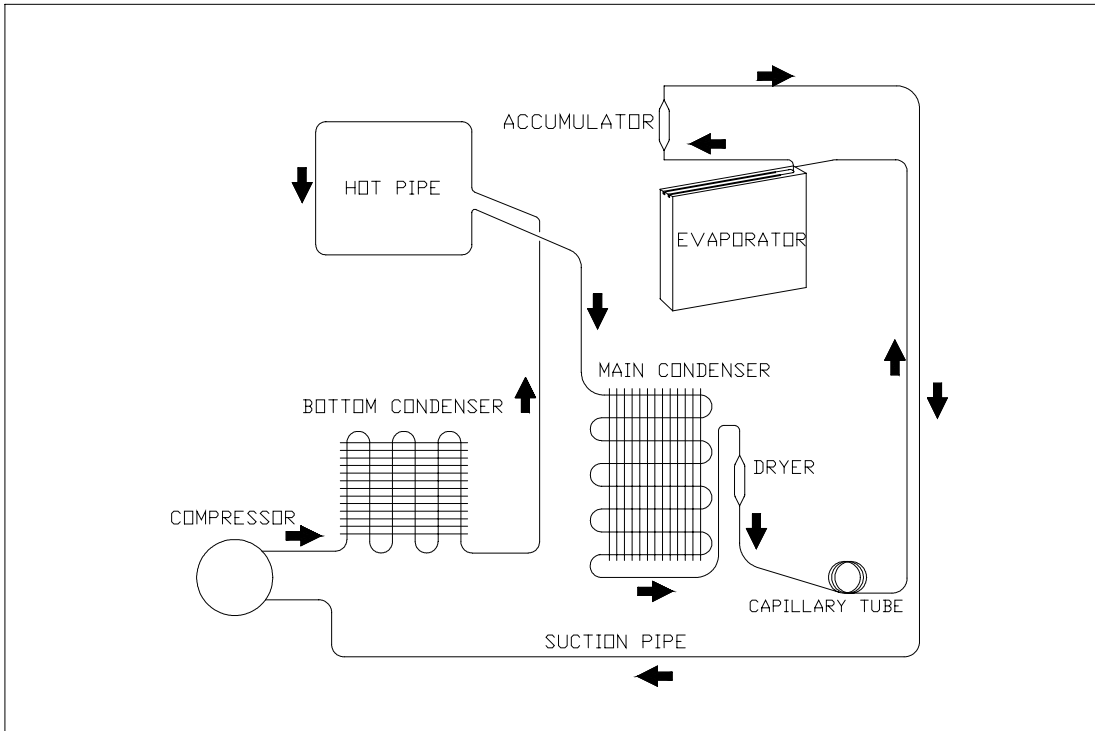 ACCUMULATOR
HOT PIPE
EVAPORATOR
MAIN CONDENSER
BOTTOM CONDENSER
DRYER
COMPRESSOR
CAPILLARY TUBE
SUCTION PIPE